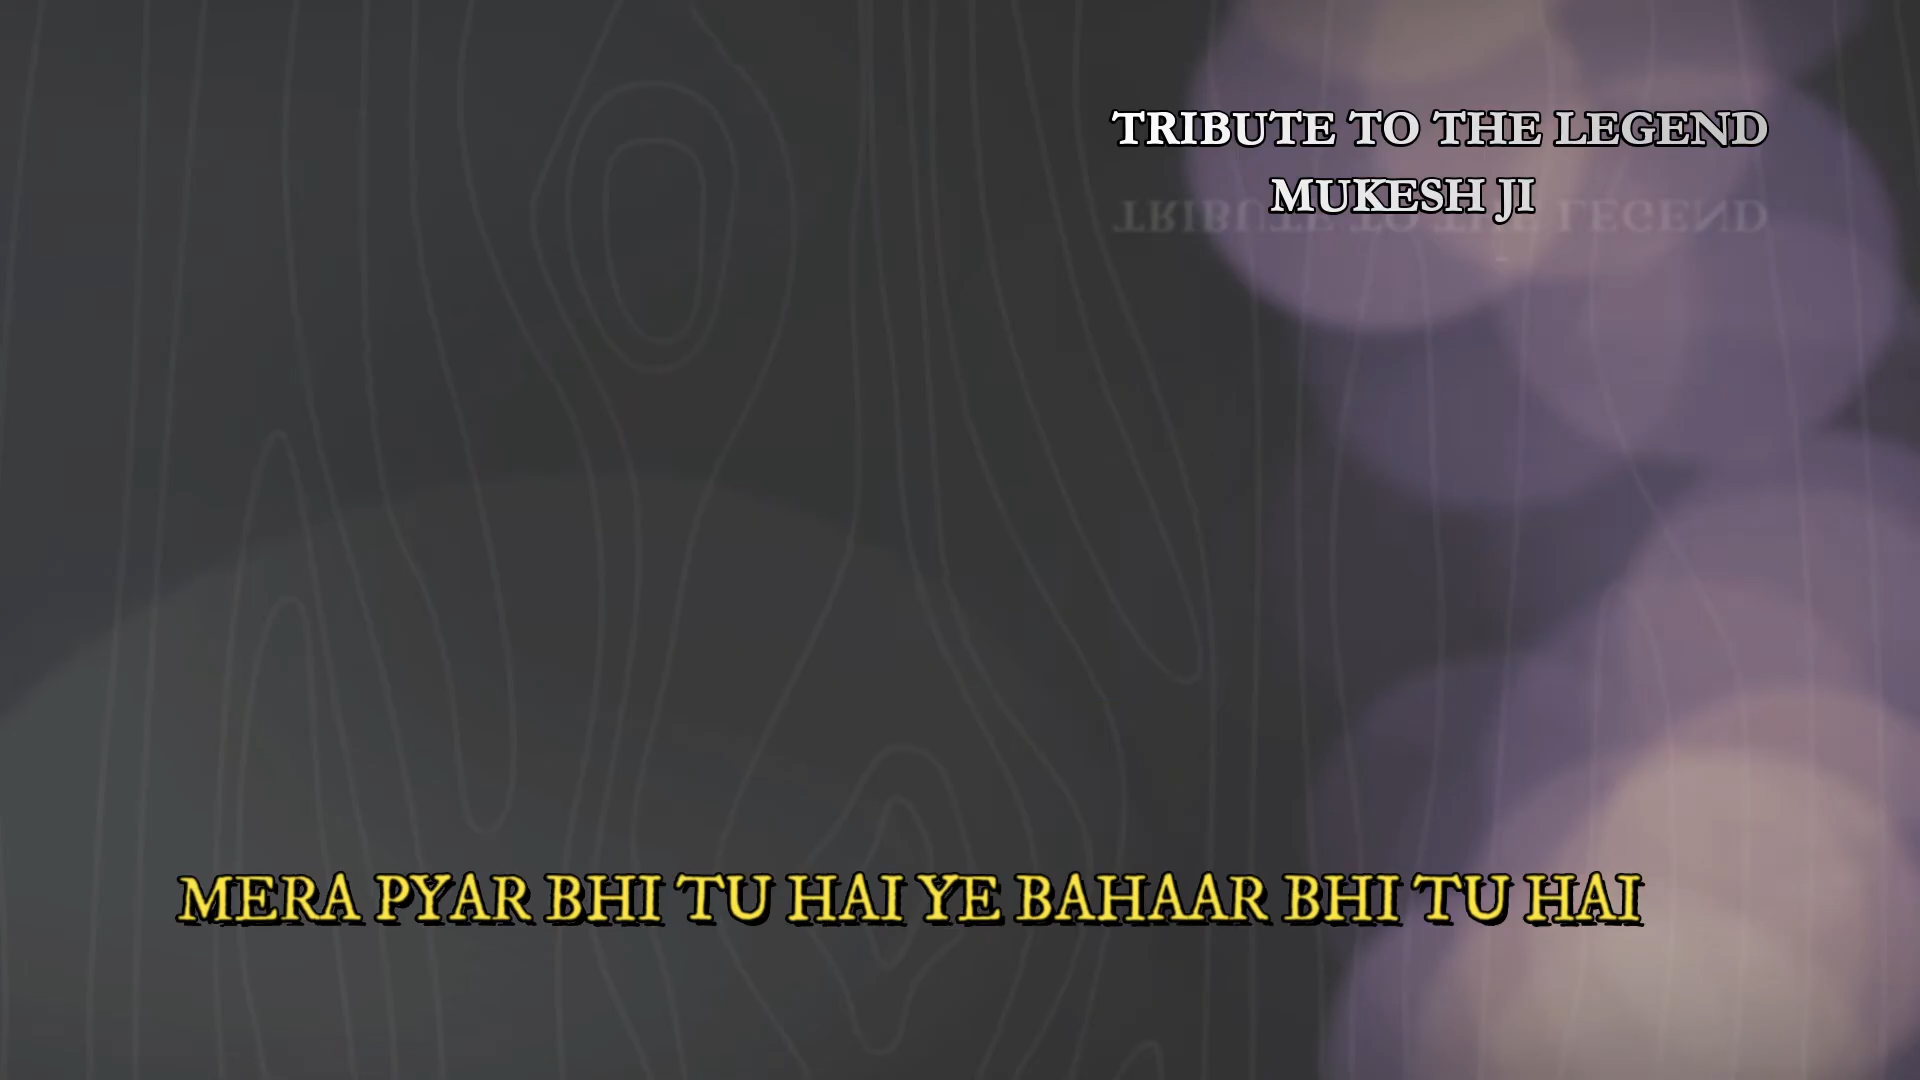 TRIBUTE TO THE LEGEND
MUKESH JI
MERA PYAR BHI TU HAI YE BAHAAR BHI TU HAI